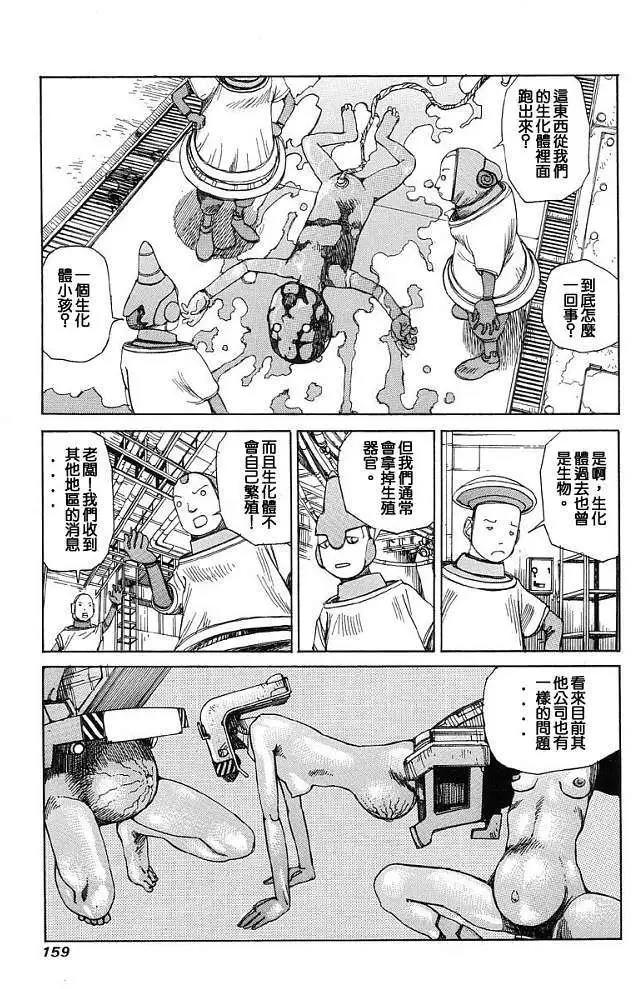 這東西從我們
的生化體裡面
跑出來？
到底怎麼
一回事？
一個生化
體小孩？
是啊，生化
體過去也曾
是生物。
但我們通常
會拿掉生殖
器官。
而且生化體不
會自己繁殖！
老闆！我們收到
其他地區的消息
‧‧‧‧
看來目前其
他公司也有
一樣的問題
‧‧‧‧
159